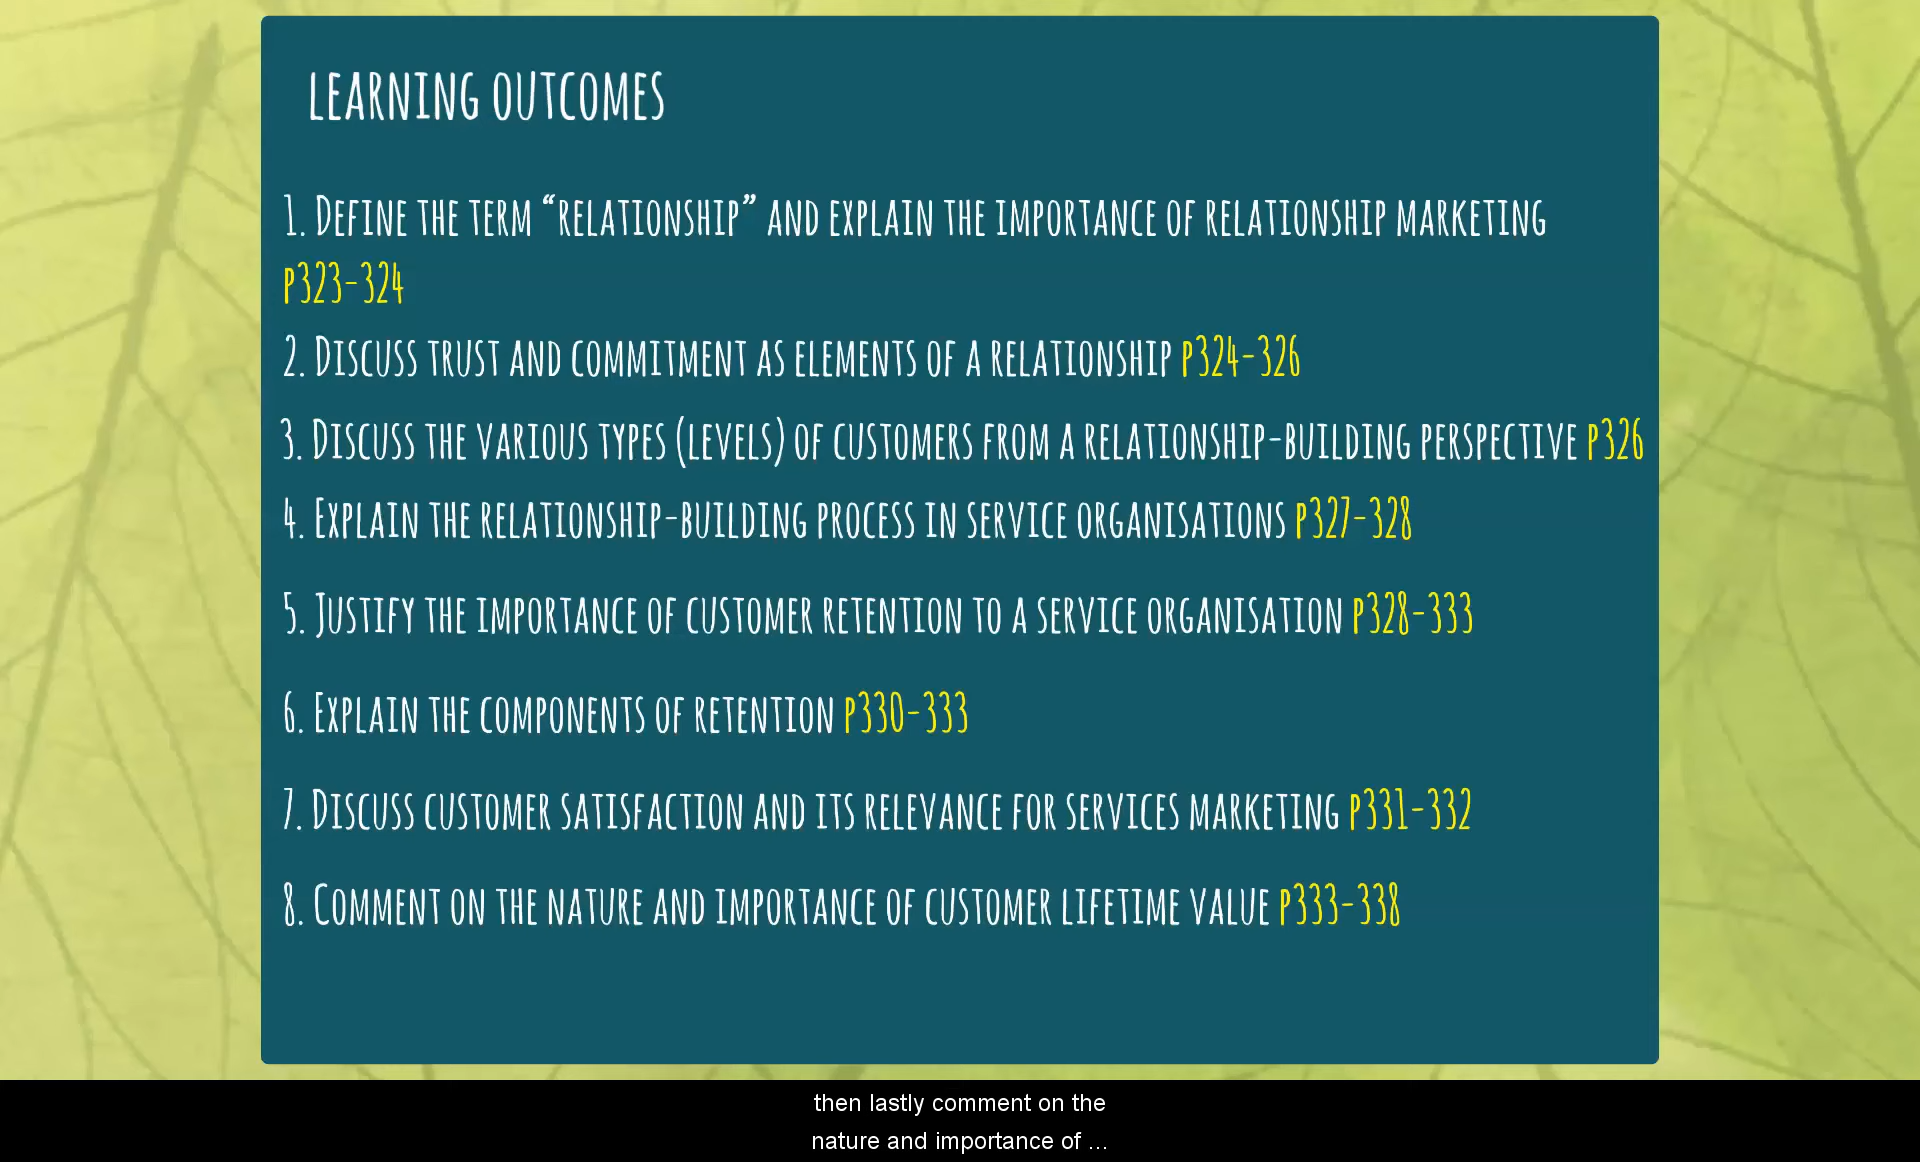 LEARNING OUTCOMES
1. DEFINE THE TERM “RELATIONSHIP” AND EXPLAIN THE IMPORTANCE OF RELATIONSHIP MARKETING
P323-324
2. DISCUSS TRUST AND COMMITMENT AS ELEMENTS OF A RELATIONSHIP P324-326
3. DISCUSS THE VARIOUS TYPES (LEVELS) OF CUSTOMERS FROM A RELATIONSHIP-BUILDING PERSPECTIVE P326
4. EXPLAIN THE RELATIONSHIP-BUILDING PROCESS IN SERVICE ORGANISATIONS P327-328
5. JUSTIFY THE IMPORTANCE OF CUSTOMER RETENTION TO A SERVICE ORGANISATION P328-333
6. EXPLAIN THE COMPONENTS OF RETENTION P330-333
7. DISCUSS CUSTOMER SATISFACTION AND ITS RELEVANCE FOR SERVICES MARKETING P331-332
8. COMMENT ON THE NATURE AND IMPORTANCE OF CUSTOMER LIFETIME VALUE P333-338
then lastly comment on the
nature and importance of ...